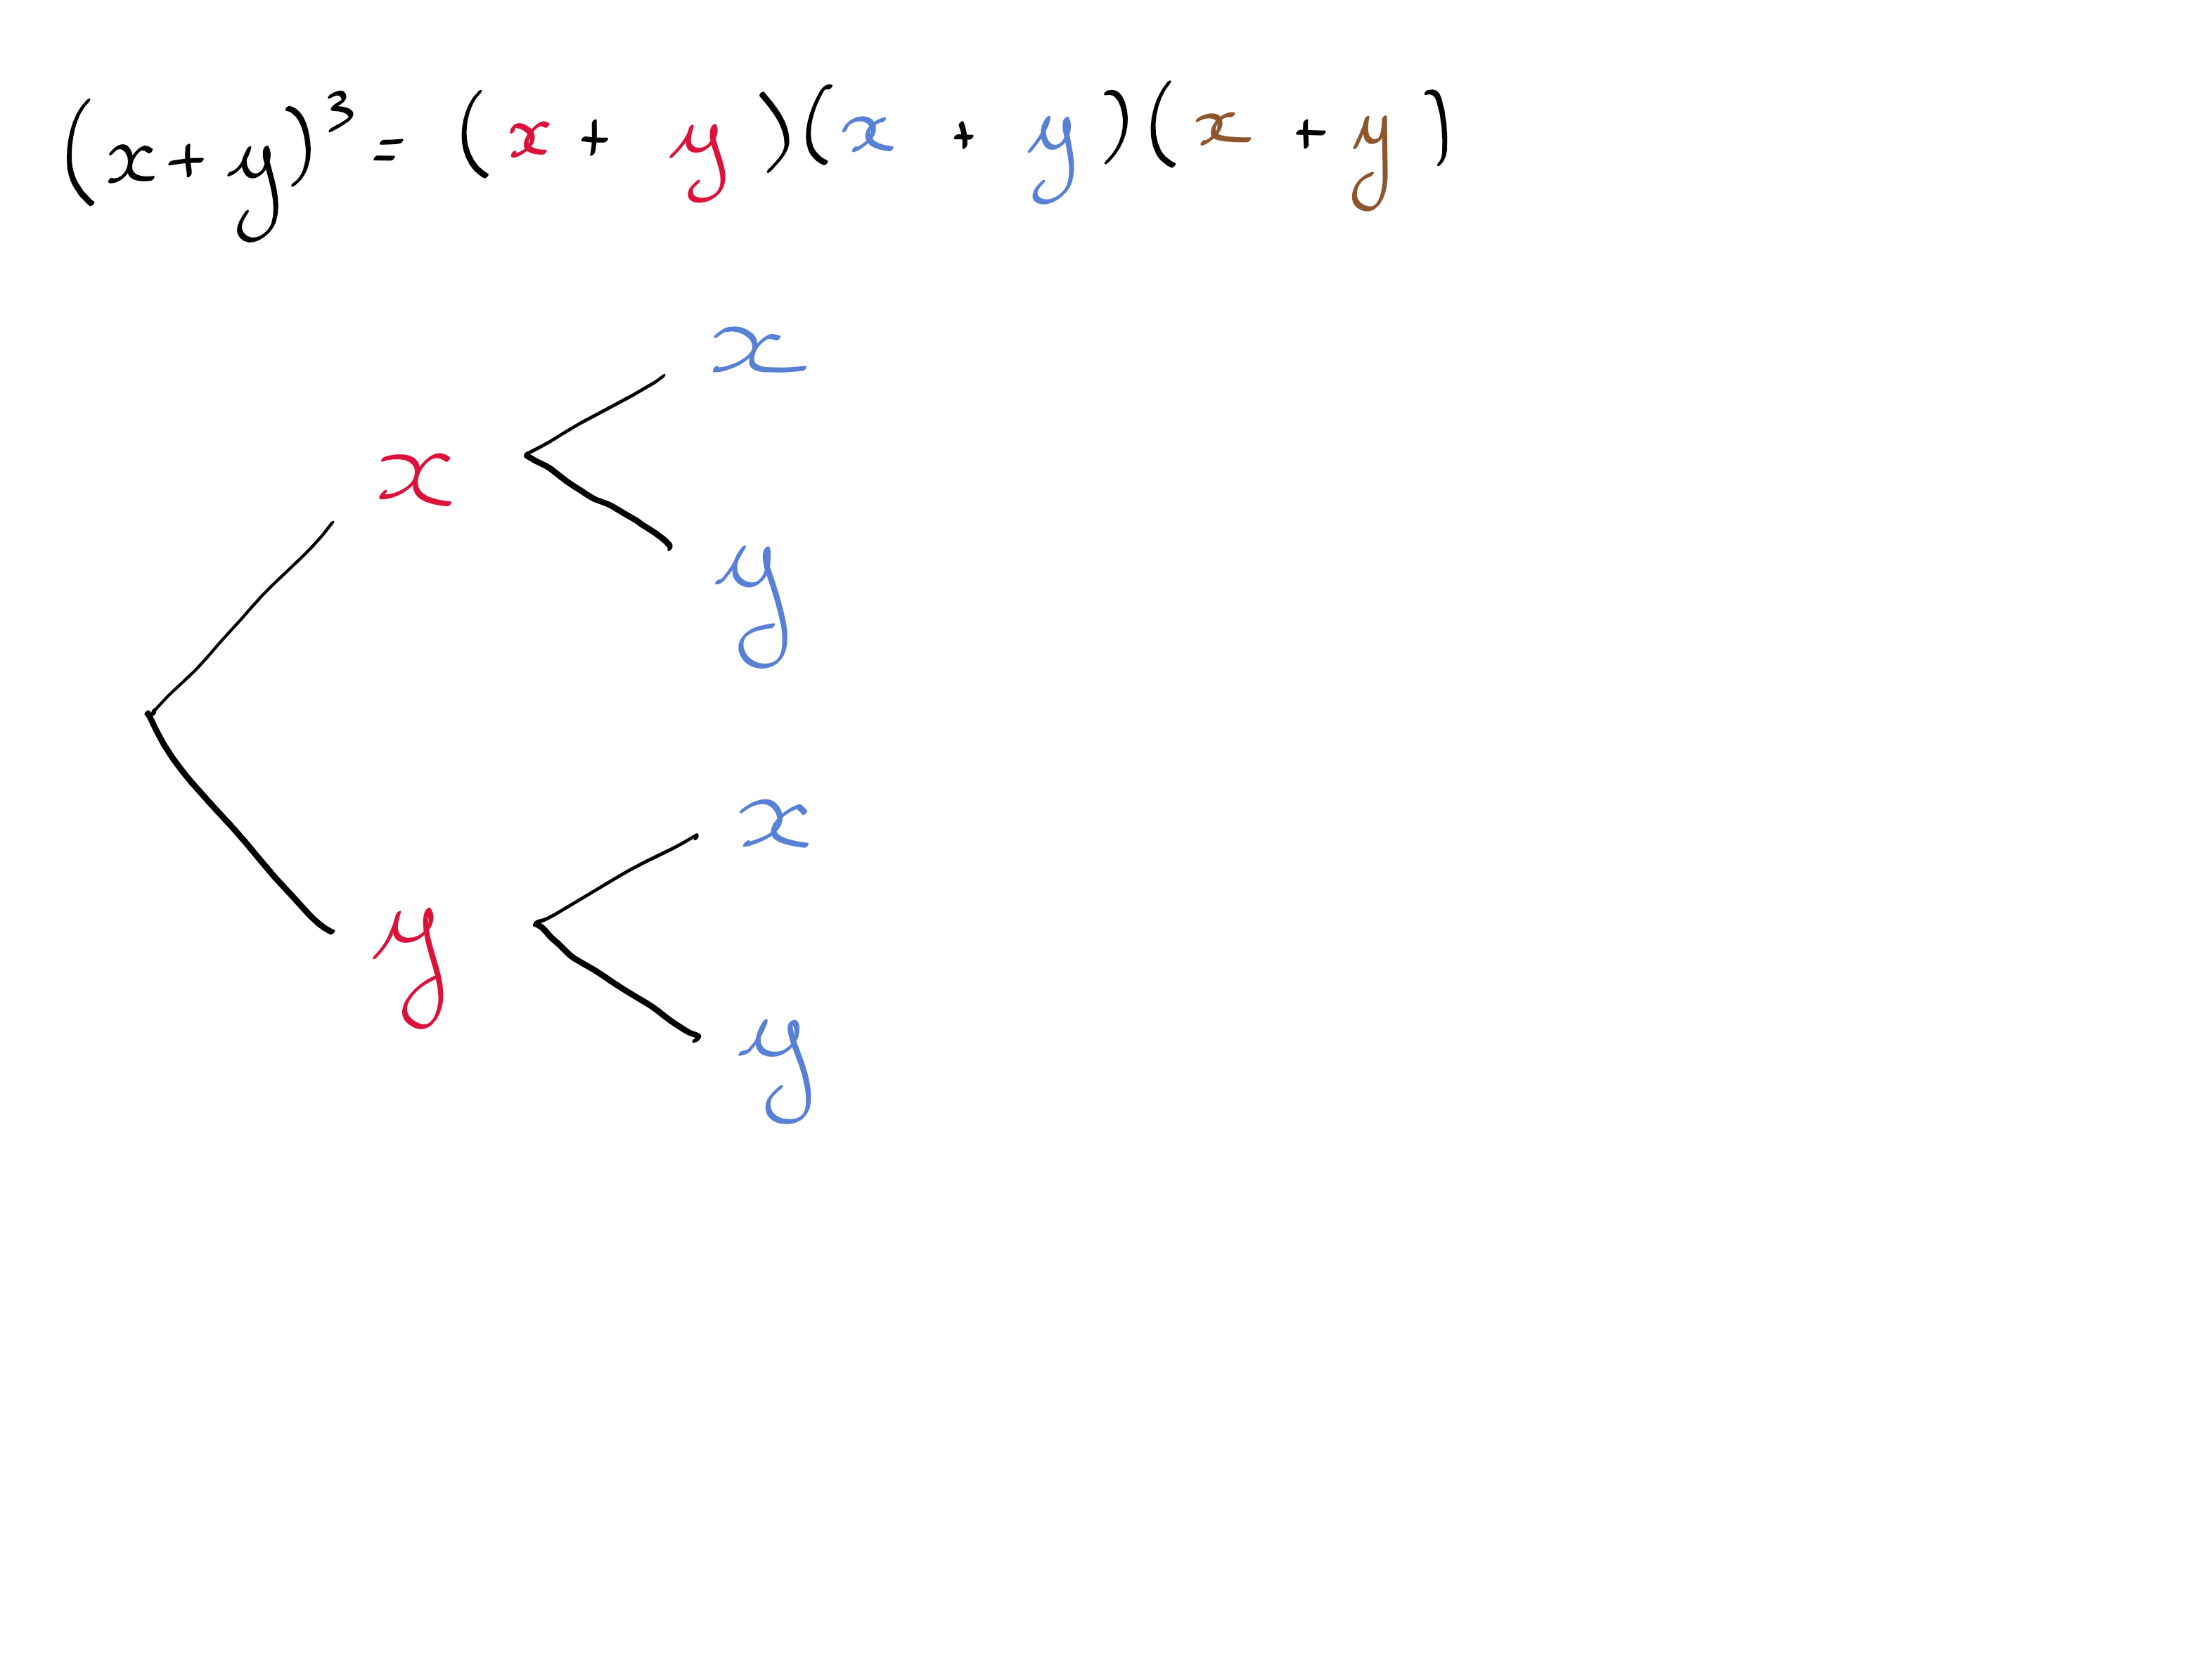 (x + y)³ = (x + y)(x + y)(x + y)
x
x
y
x
y
y